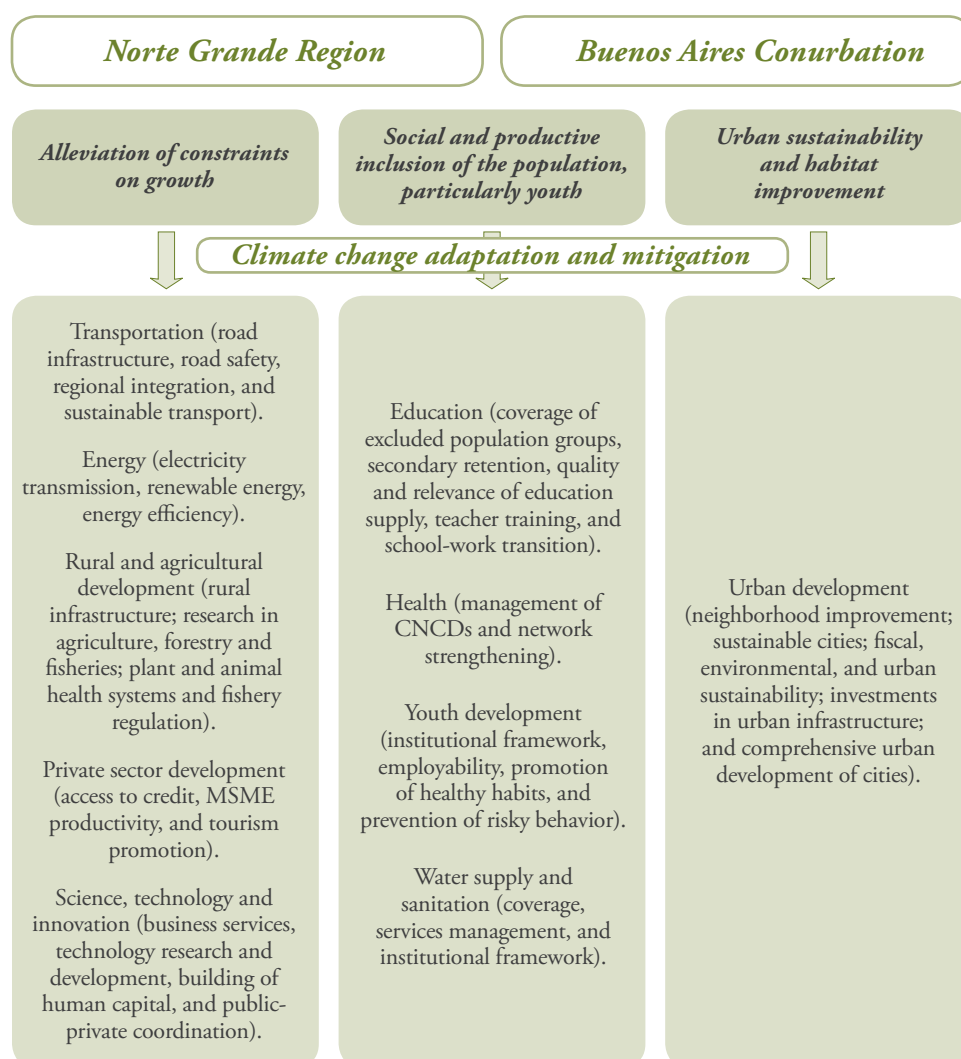 Norte Grande Region
Buenos Aires Conurbation
Alleviation of constraints
on growth
Social and productive
inclusion of the population,
particularly youth
Urban sustainability
and habitat
improvement
Climate change adaptation and mitigation
Transportation (road
infrastructure, road safety,
regional integration, and
sustainable transport).
Energy (electricity
transmission, renewable energy,
energy efficiency).
Rural and agricultural
development (rural
infrastructure; research in
agriculture, forestry and
fisheries; plant and animal
health systems and fishery
regulation).
Private sector development
(access to credit, MSME
productivity, and tourism
promotion).
Science, technology and
innovation (business services,
technology research and
development, building of
human capital, and public-
private coordination).
Education (coverage of
excluded population groups,
secondary retention, quality
and relevance of education
supply, teacher training, and
school-work transition).
Health (management of
CNCDs and network
strengthening).
Youth development
(institutional framework,
employability, promotion
of healthy habits, and
prevention of risky behavior).
Water supply and
sanitation (coverage,
services management, and
institutional framework).
Urban development
(neighborhood improvement;
sustainable cities; fiscal,
environmental, and urban
sustainability; investments
in urban infrastructure;
and comprehensive urban
development of cities).